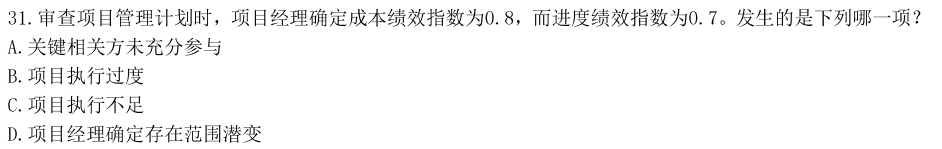 31.审查项目管理计划时，项目经理确定成本绩效指数为0.8，而进度绩效指数为0.7。发生的是下列哪一项？
A.关键相关方未充分参与
B.项目执行过度
C.项目执行不足
D.项目经理确定存在范围潜变